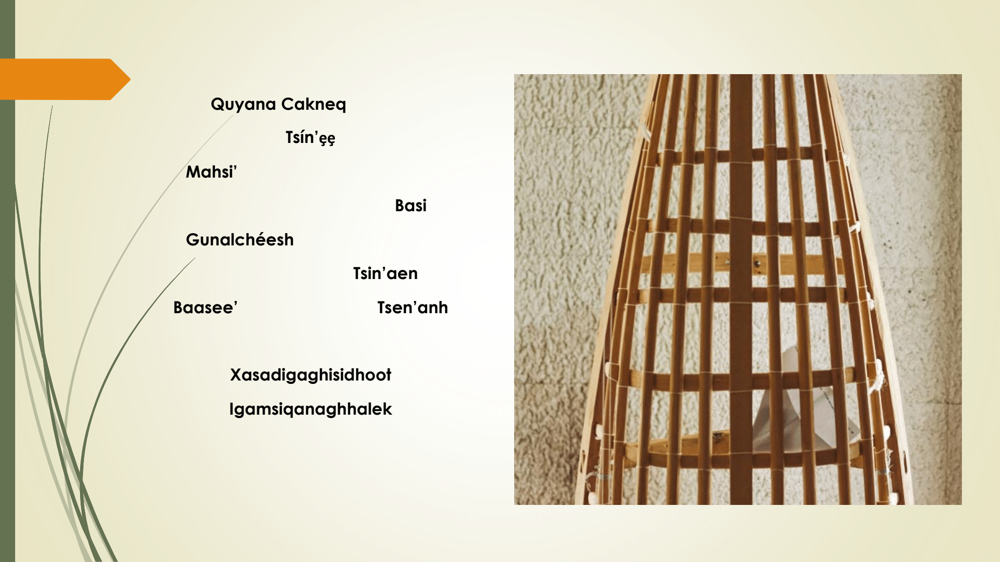 Quyana Cakneq
Tsín’ęę
Mahsi’
Basi
Gunalchéesh
Tsin’aen
Baasee’ Tsen’anh
Xasadigaghisidhoot
Igamsiqanaghhalek